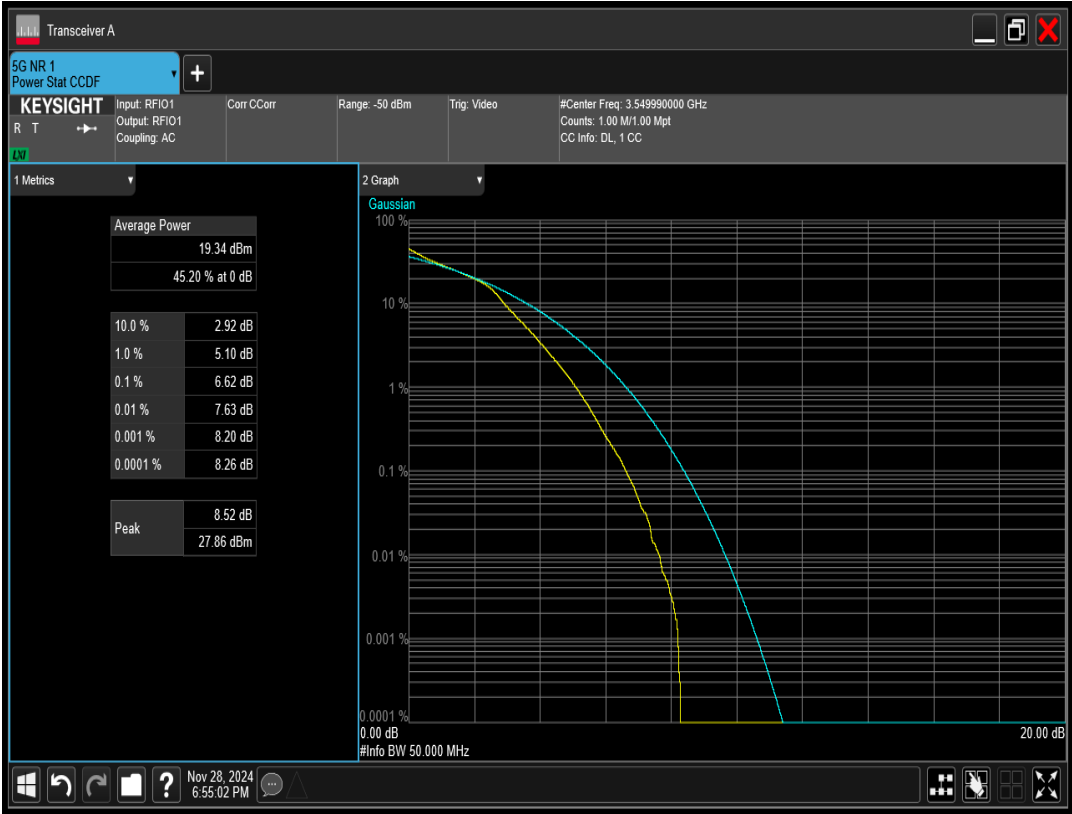 Transceiver A
5G NR 1
Power Stat CCDF
KEYSIGHT
R T
LXI
Input: RFIO1
Output: RFIO1
Coupling: AC
Corr CCorr
Range: -50 dBm
Trig: Video
#Center Freq: 3.549990000 GHz
Counts: 1.00 M/1.00 Mpt
CC Info: DL, 1 CC
1 Metrics
Average Power
19.34 dBm
45.20 % at 0 dB
10.0 % 2.92 dB
1.0 % 5.10 dB
0.1 % 6.62 dB
0.01 % 7.63 dB
0.001 % 8.20 dB
0.0001 % 8.26 dB
Peak
8.52 dB
27.86 dBm
2 Graph
Gaussian
100 %
10 %
1 %
0.1 %
0.01 %
0.001 %
0.0001 %
0.00 dB
20.00 dB
#Info BW 50.000 MHz
?
Nov 28, 2024
6:55:02 PM